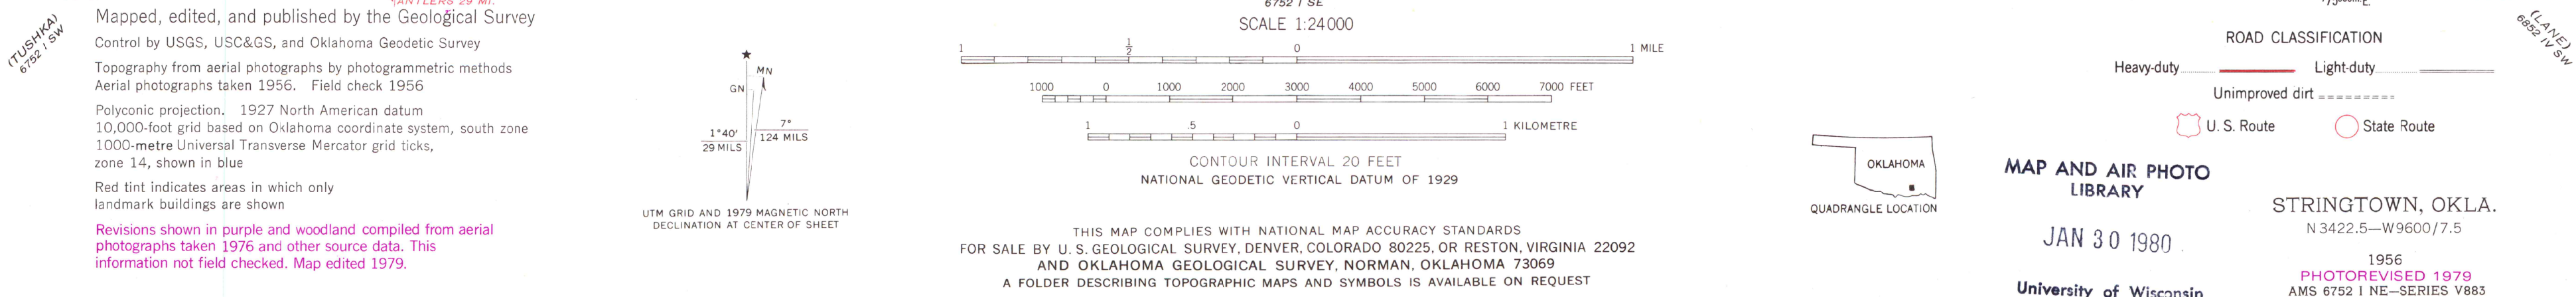 ANTLERS 29 MI.
(TUSHKA)
6752 I SW
Mapped, edited, and published by the Geological Survey
Control by USGS, USC&GS, and Oklahoma Geodetic Survey
Topography from aerial photographs by photogrammetric methods
Aerial photographs taken 1956. Field check 1956
Polyconic projection. 1927 North American datum
10,000-foot grid based on Oklahoma coordinate system, south zone
1000-metre Universal Transverse Mercator grid ticks,
zone 14, shown in blue
Red tint indicates areas in which only
landmark buildings are shown
Revisions shown in purple and woodland compiled from aerial
photographs taken 1976 and other source data. This
information not field checked. Map edited 1979.
MN
GN
1°40'
29 MILS
7°
124 MILS
UTM GRID AND 1979 MAGNETIC NORTH
DECLINATION AT CENTER OF SHEET
6752 I SE
SCALE 1:24 000
1 ½ 0 1 MILE
1000 0 1000 2000 3000 4000 5000 6000 7000 FEET
1 .5 0 1 KILOMETRE
CONTOUR INTERVAL 20 FEET
NATIONAL GEODETIC VERTICAL DATUM OF 1929
THIS MAP COMPLIES WITH NATIONAL MAP ACCURACY STANDARDS
FOR SALE BY U. S. GEOLOGICAL SURVEY, DENVER, COLORADO 80225, OR RESTON, VIRGINIA 22092
AND OKLAHOMA GEOLOGICAL SURVEY, NORMAN, OKLAHOMA 73069
A FOLDER DESCRIBING TOPOGRAPHIC MAPS AND SYMBOLS IS AVAILABLE ON REQUEST
OKLAHOMA
QUADRANGLE LOCATION
ROAD CLASSIFICATION
Heavy-duty Light-duty
Unimproved dirt
U. S. Route State Route
(LANE)
6852 IV SW
MAP AND AIR PHOTO
LIBRARY
JAN 30 1980
University of Wisconsin
STRINGTOWN, OKLA.
N 3422.5—W9600/7.5
1956
PHOTOREVISED 1979
AMS 6752 I NE—SERIES V883